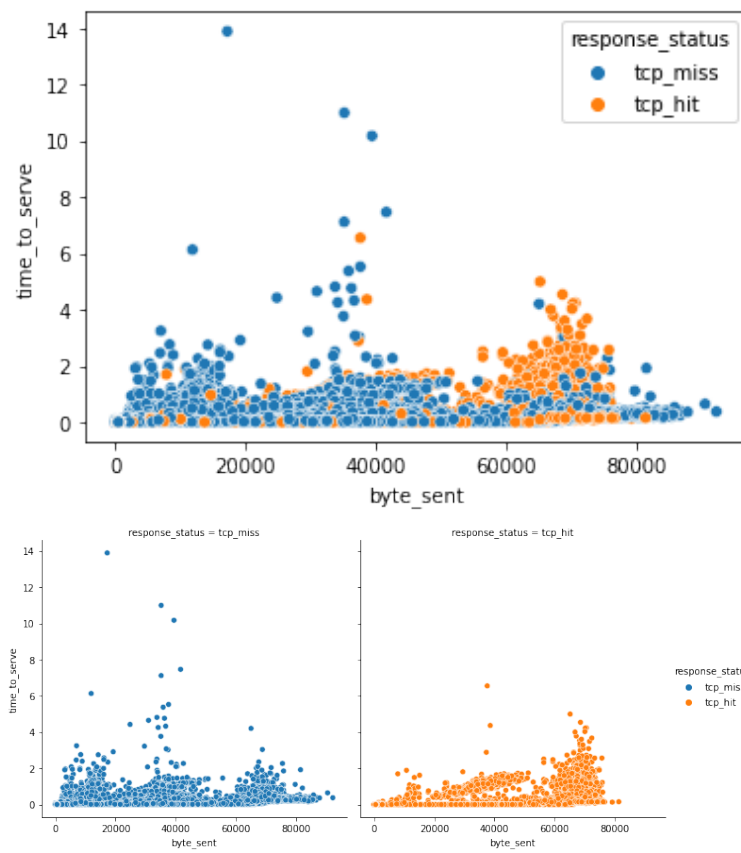 14
12
10
8
6
4
2
0
time_to_serve
response_status
tcp_miss
tcp_hit
0 20000 40000 60000 80000
byte_sent
response_status = tcp_miss
response_status = tcp_hit
14
12
10
8
6
4
2
0
time_to_serve
0 20000 40000 60000 80000
byte_sent
0 20000 40000 60000 80000
byte_sent
response_statu
tcp_mis
tcp_hit